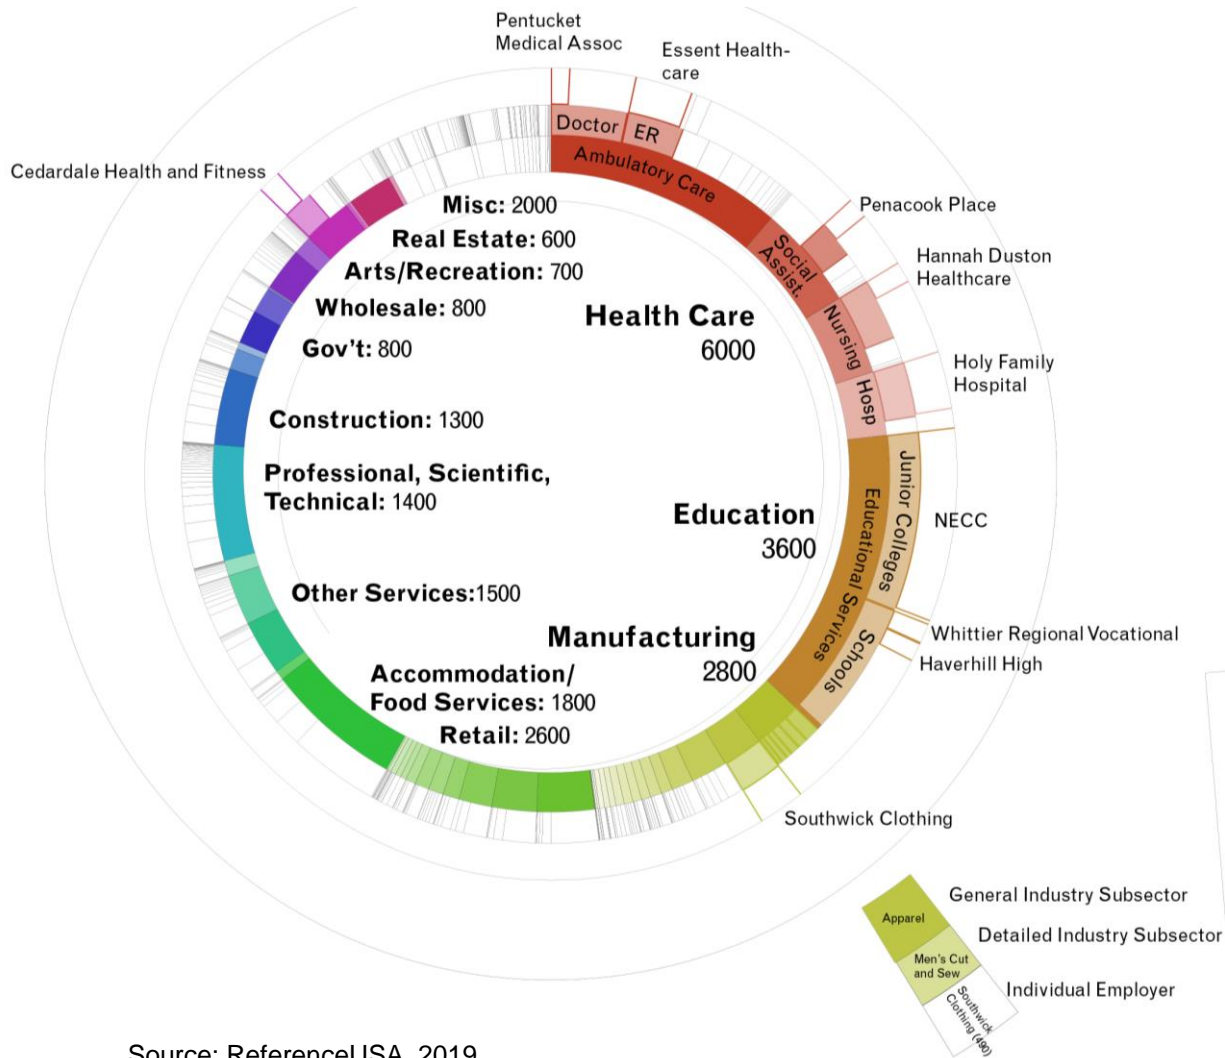 Pentucket
Medical Assoc
Essent Health-
care
Doctor
ER
Ambulatory Care
Cedardale Health and Fitness
Misc: 2000
Real Estate: 600
Arts/Recreation: 700
Wholesale: 800
Gov't: 800
Construction: 1300
Professional, Scientific,
Technical: 1400
Other Services:1500
Accommodation/
Food Services: 1800
Retail: 2600
Health Care
6000
Education
3600
Manufacturing
2800
Social
Assist.
Nursing
Hosp
Educational Services
Junior Colleges
Schools
Penacook Place
Hannah Duston
Healthcare
Holy Family
Hospital
NECC
Whittier Regional Vocational
Haverhill High
Southwick Clothing
Apparel
Men's Cut
and Sew
Southwick
Clothing (490)
General Industry Subsector
Detailed Industry Subsector
Individual Employer
Source: ReferenceUSA, 2019